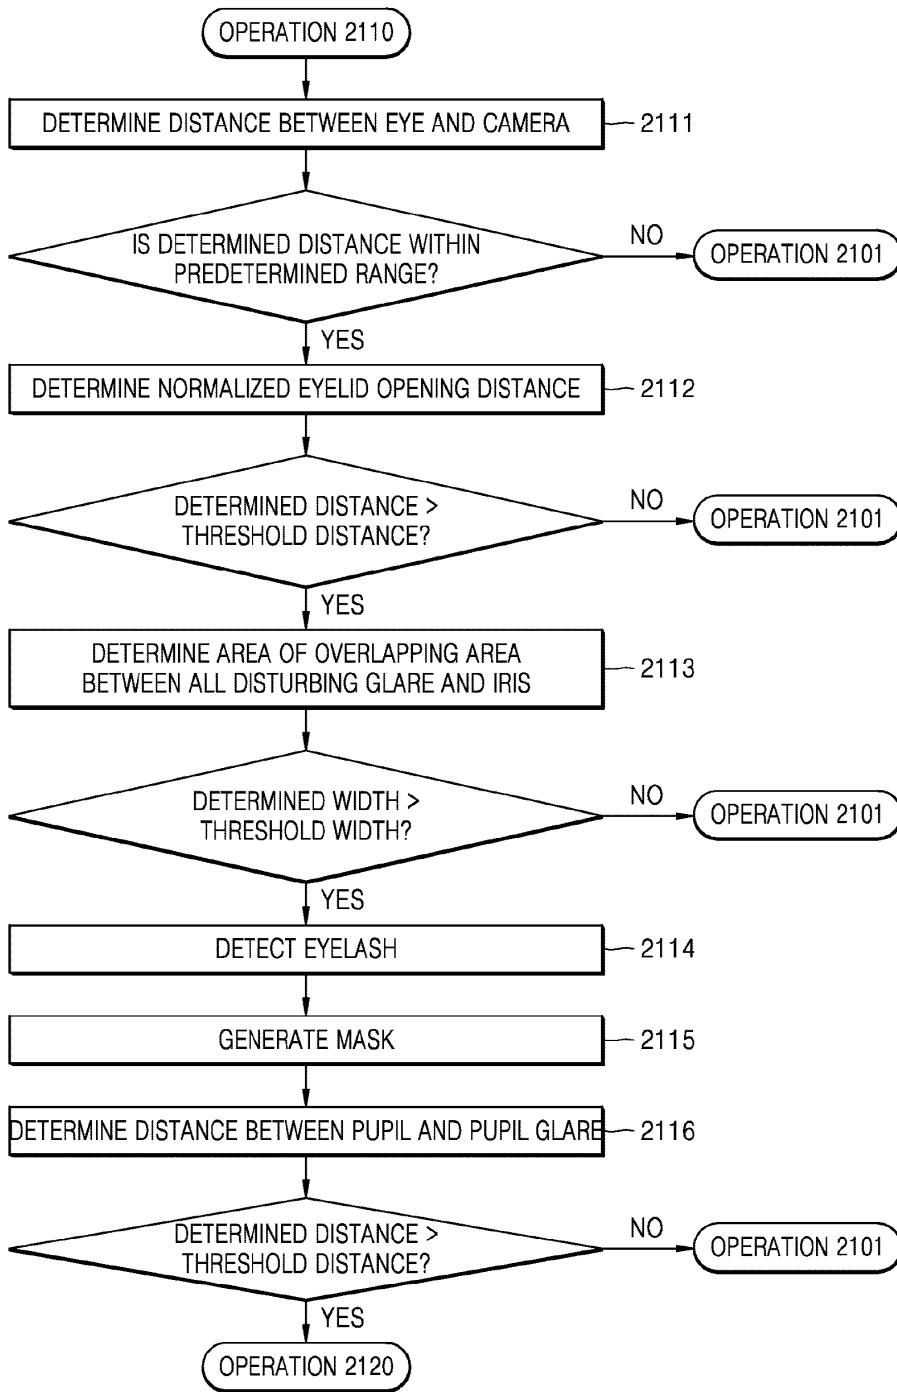 OPERATION 2110
DETERMINE DISTANCE BETWEEN EYE AND CAMERA
2111
IS DETERMINED DISTANCE WITHIN
PREDETERMINED RANGE?
NO
OPERATION 2101
YES
DETERMINE NORMALIZED EYELID OPENING DISTANCE
2112
DETERMINED DISTANCE >
THRESHOLD DISTANCE?
NO
OPERATION 2101
YES
DETERMINE AREA OF OVERLAPPING AREA
BETWEEN ALL DISTURBING GLARE AND IRIS
2113
DETERMINED WIDTH >
THRESHOLD WIDTH?
NO
OPERATION 2101
YES
DETECT EYELASH
2114
GENERATE MASK
2115
DETERMINE DISTANCE BETWEEN PUPIL AND PUPIL GLARE
2116
DETERMINED DISTANCE >
THRESHOLD DISTANCE?
NO
OPERATION 2101
YES
OPERATION 2120